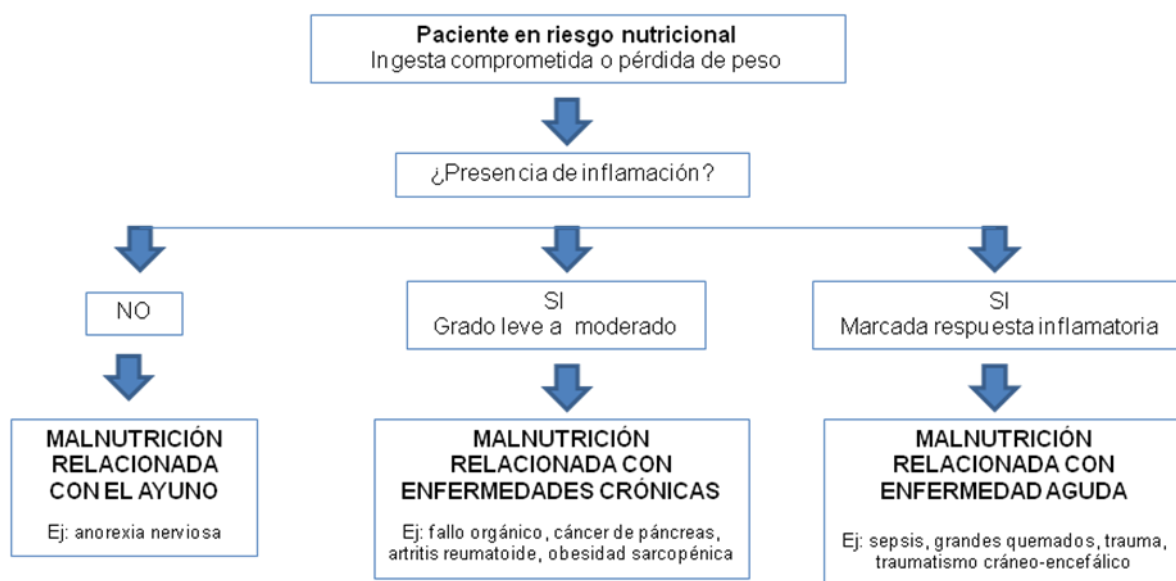 Paciente en riesgo nutricional
Ingesta comprometida o pérdida de peso
¿Presencia de inflamación?
NO
SI
Grado leve a moderado
SI
Marcada respuesta inflamatoria
MALNUTRICIÓN
RELACIONADA
CON EL AYUNO
Ej: anorexia nerviosa
MALNUTRICIÓN
RELACIONADA CON
ENFERMEDADES CRÓNICAS
Ej: fallo orgánico, cáncer de páncreas,
artritis reumatoide, obesidad sarcopénica
MALNUTRICIÓN
RELACIONADA CON
ENFERMEDAD AGUDA
Ej: sepsis, grandes quemados, trauma,
traumatismo cráneo-encefálico